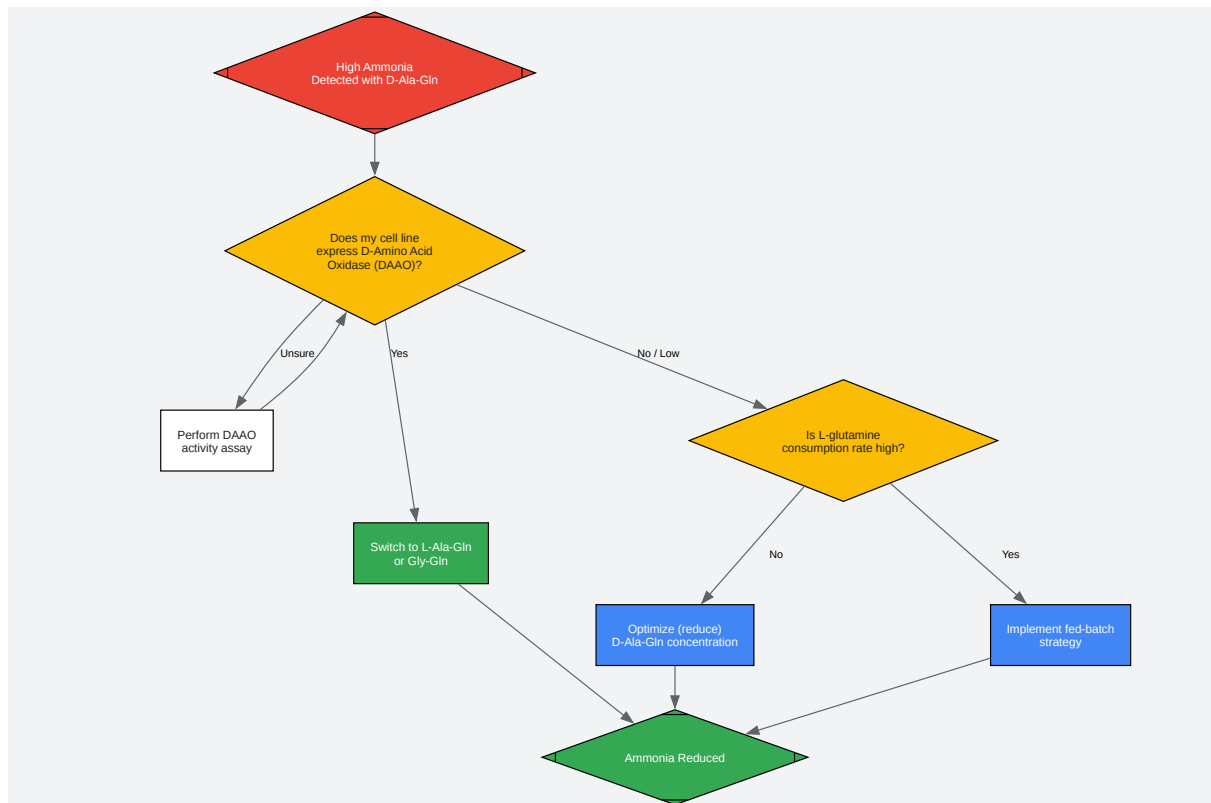 High Ammonia
Detected with D-Ala-Gln
Does my cell line
express D-Amino Acid
Oxidase (DAAO)?
Unsure
Yes
No / Low
Perform DAAO
activity assay
Is L-glutamine
consumption rate high?
Switch to L-Ala-Gln
or Gly-Gln
No
Yes
Optimize (reduce)
D-Ala-Gln concentration
Implement fed-batch
strategy
Ammonia Reduced